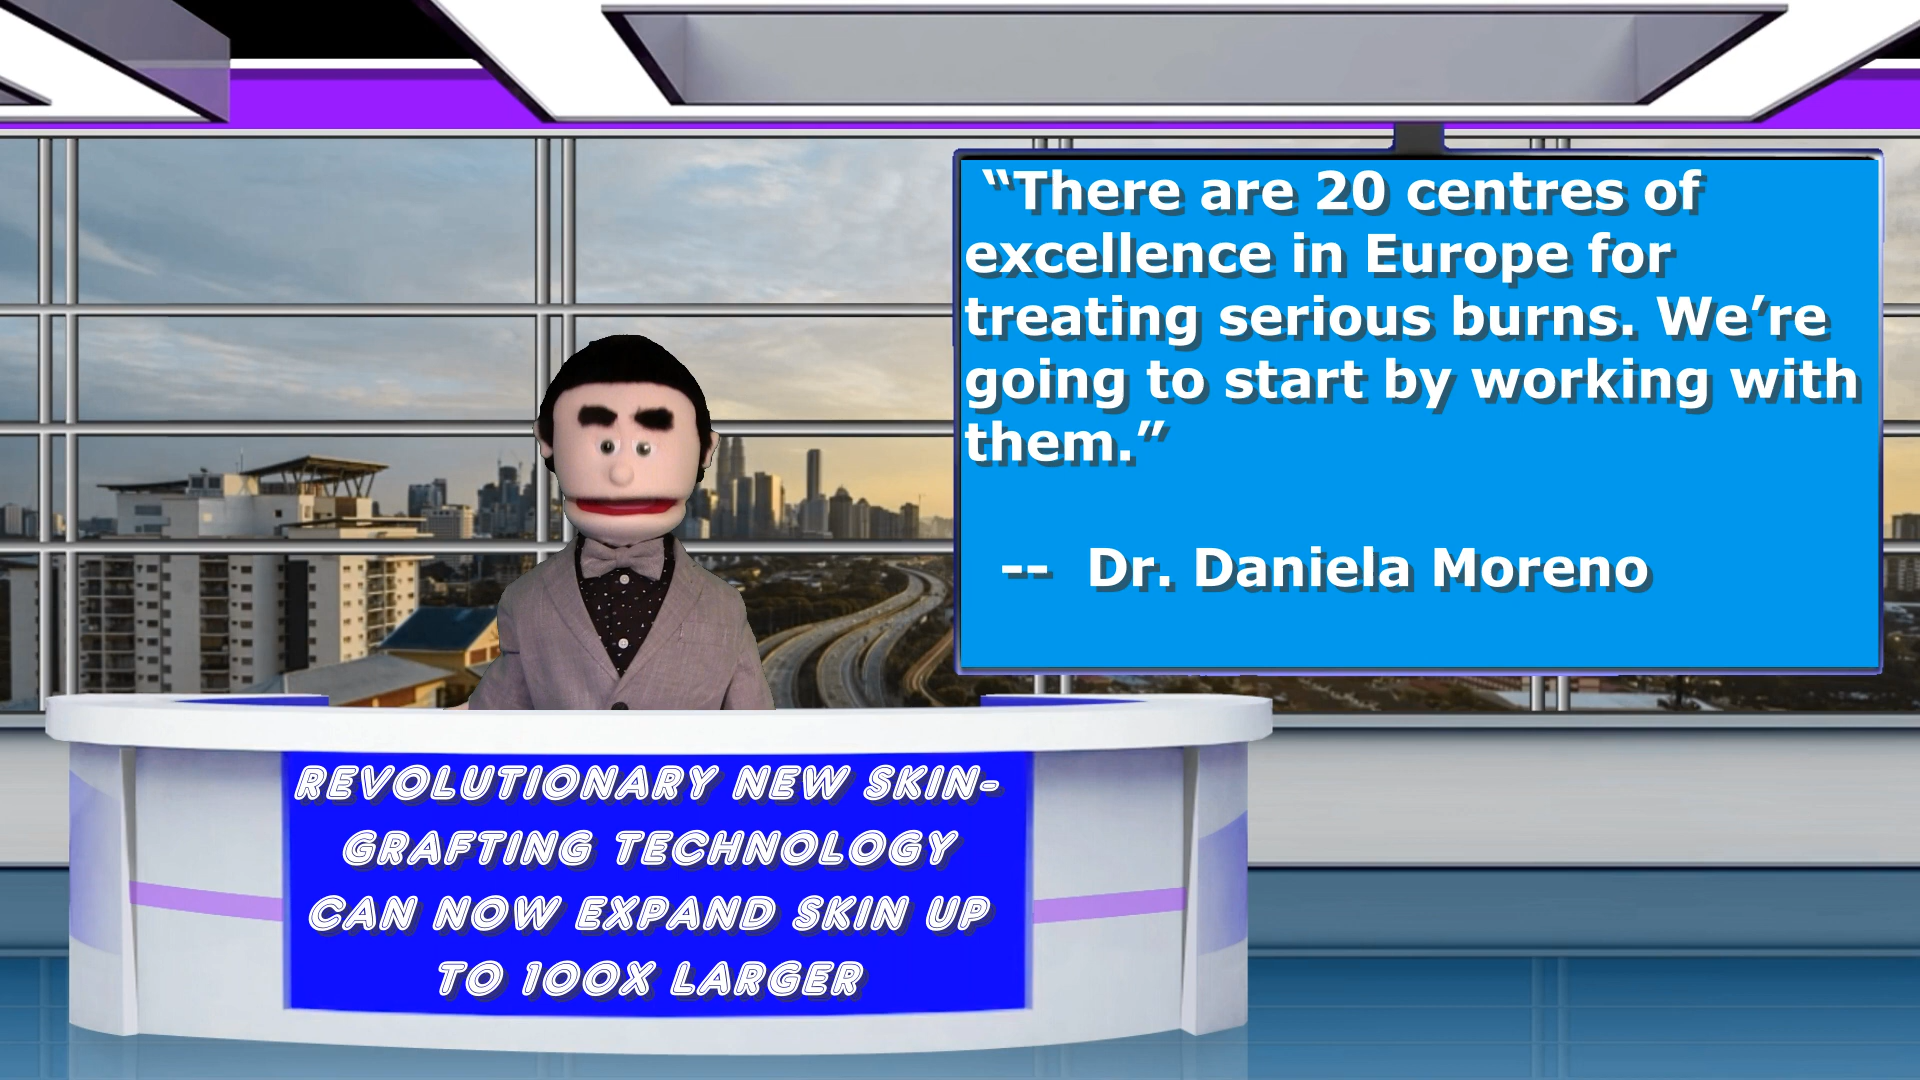 “There are 20 centres of
excellence in Europe for
treating serious burns. We’re
going to start by working with
them.”
-- Dr. Daniela Moreno
REVOLUTIONARY NEW SKIN-
GRAFTING TECHNOLOGY
CAN NOW EXPAND SKIN UP
TO 100X LARGER